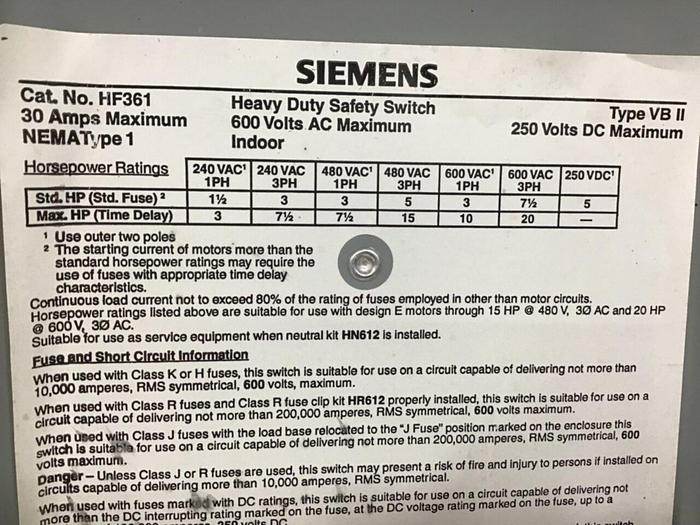 SIEMENS
Cat. No. HF361
30 Amps Maximum
NEMA Type 1
Heavy Duty Safety Switch
600 Volts AC Maximum
Indoor
Type VB II
250 Volts DC Maximum
Horsepower Ratings 240 VAC¹ 1PH 240 VAC 3PH 480 VAC¹ 1PH 480 VAC 3PH 600 VAC¹ 1PH 600 VAC 3PH 250 VDC¹
Std. HP (Std. Fuse)² 1½ 3 3 5 3 7½ 5
Max. HP (Time Delay) 3 7½ 7½ 15 10 20 —
¹ Use outer two poles
² The starting current of motors more than the
standard horsepower ratings may require the
use of fuses with appropriate time delay
characteristics.
Continuous load current not to exceed 80% of the rating of fuses employed in other than motor circuits.
Horsepower ratings listed above are suitable for use with design E motors through 15 HP @ 480 V, 3Ø AC and 20 HP
@ 600 V, 3Ø AC.
Suitable for use as service equipment when neutral kit HN612 is installed.
Fuse and Short Circuit Information
When used with Class K or H fuses, this switch is suitable for use on a circuit capable of delivering not more than
10,000 amperes, RMS symmetrical, 600 volts, maximum.
When used with Class R fuses and Class R fuse clip kit HR612 properly installed, this switch is suitable for use on a
circuit capable of delivering not more than 200,000 amperes, RMS symmetrical, 600 volts maximum.
When used with Class J fuses with the load base relocated to the "J Fuse" position marked on the enclosure this
switch is suitable for use on a circuit capable of delivering not more than 200,000 amperes, RMS symmetrical, 600
volts maximum.
Danger – Unless Class J or R fuses are used, this switch may present a risk of fire and injury to persons if installed on
circuits capable of delivering more than 10,000 amperes, RMS symmetrical.
When used with fuses marked with DC ratings, this switch is suitable for use on a circuit capable of delivering not
more than the DC interrupting rating marked on the fuse, at the DC voltage rating marked on the fuse, up to a
250 volts DC